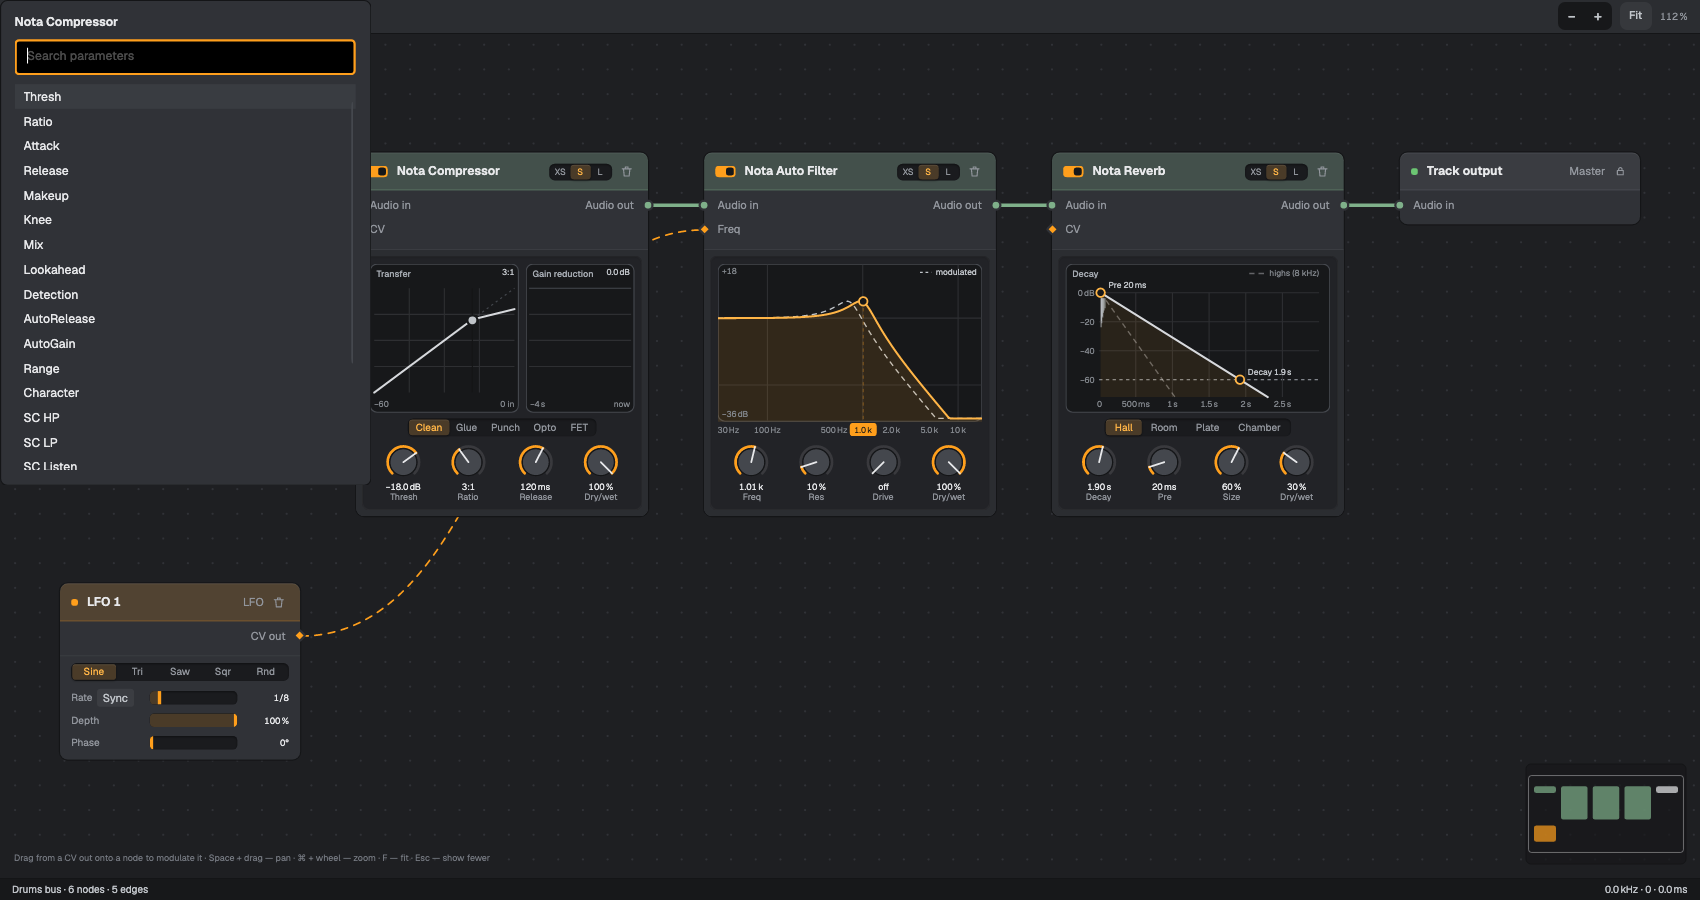 Nota Compressor
Search parameters
Thresh
Ratio
Attack
Release
Makeup
Knee
Mix
Lookahead
Detection
AutoRelease
AutoGain
Range
Character
SC HP
SC LP
SC Listen
− + Fit 112%
Nota Compressor XS S L
Audio in Audio out
CV
Transfer 3:1
−60 0 in
Gain reduction 0.0 dB
−4 s now
Clean Glue Punch Opto FET
−18.0 dB 3:1 120 ms 100 %
Thresh Ratio Release Dry/wet
Nota Auto Filter XS S L
Audio in Audio out
Freq
+18 modulated
−36 dB
30 Hz 100 Hz 500 Hz 1.0 k 2.0 k 5.0 k 10 k
1.01 k 10 % off 100 %
Freq Res Drive Dry/wet
Nota Reverb XS S L
Audio in Audio out
CV
Decay highs (8 kHz)
Pre 20 ms
0 dB
−20
−40
−60
Decay 1.9 s
0 500 ms 1 s 1.5 s 2 s 2.5 s
Hall Room Plate Chamber
1.90 s 20 ms 60 % 30 %
Decay Pre Size Dry/wet
Track output Master
Audio in
LFO 1 LFO
CV out
Sine Tri Saw Sqr Rnd
Rate Sync 1/8
Depth 100 %
Phase 0°
Drag from a CV out onto a node to modulate it · Space + drag — pan · ⌘ + wheel — zoom · F — fit · Esc — show fewer
Drums bus · 6 nodes · 5 edges
0.0 kHz · 0 · 0.0 ms